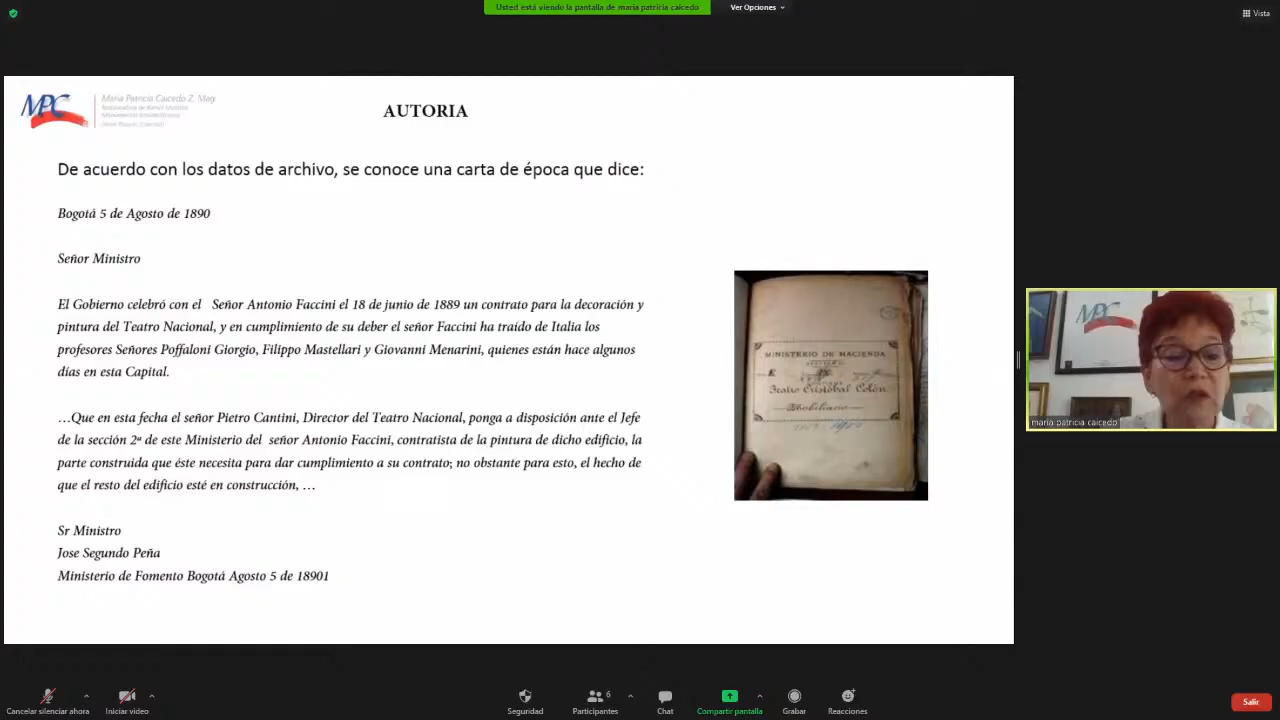 Usted está viendo la pantalla de maria patricia caicedo
Ver Opciones
Vista
MPC
Maria Patricia Caicedo Z. Mag
AUTORIA
De acuerdo con los datos de archivo, se conoce una carta de época que dice:
Bogotá 5 de Agosto de 1890
Señor Ministro
El Gobierno celebró con el Señor Antonio Faccini el 18 de junio de 1889 un contrato para la decoración y
pintura del Teatro Nacional, y en cumplimiento de su deber el señor Faccini ha traído de Italia los
profesores Señores Poffaloni Giorgio, Filippo Mastellari y Giovanni Menarini, quienes están hace algunos
días en esta Capital.
…Que en esta fecha el señor Pietro Cantini, Director del Teatro Nacional, ponga a disposición ante el Jefe
de la sección 2ª de este Ministerio del señor Antonio Faccini, contratista de la pintura de dicho edificio, la
parte construida que éste necesita para dar cumplimiento a su contrato; no obstante para esto, el hecho de
que el resto del edificio esté en construcción, …
Sr Ministro
Jose Segundo Peña
Ministerio de Fomento Bogotá Agosto 5 de 18901
MINISTERIO DE HACIENDA
Teatro Cristóbal Colón
Mobiliario
MPC
maria patricia caicedo
Cancelar silenciar ahora
Iniciar video
Seguridad
6
Participantes
Chat
Compartir pantalla
Grabar
Reacciones
Salir